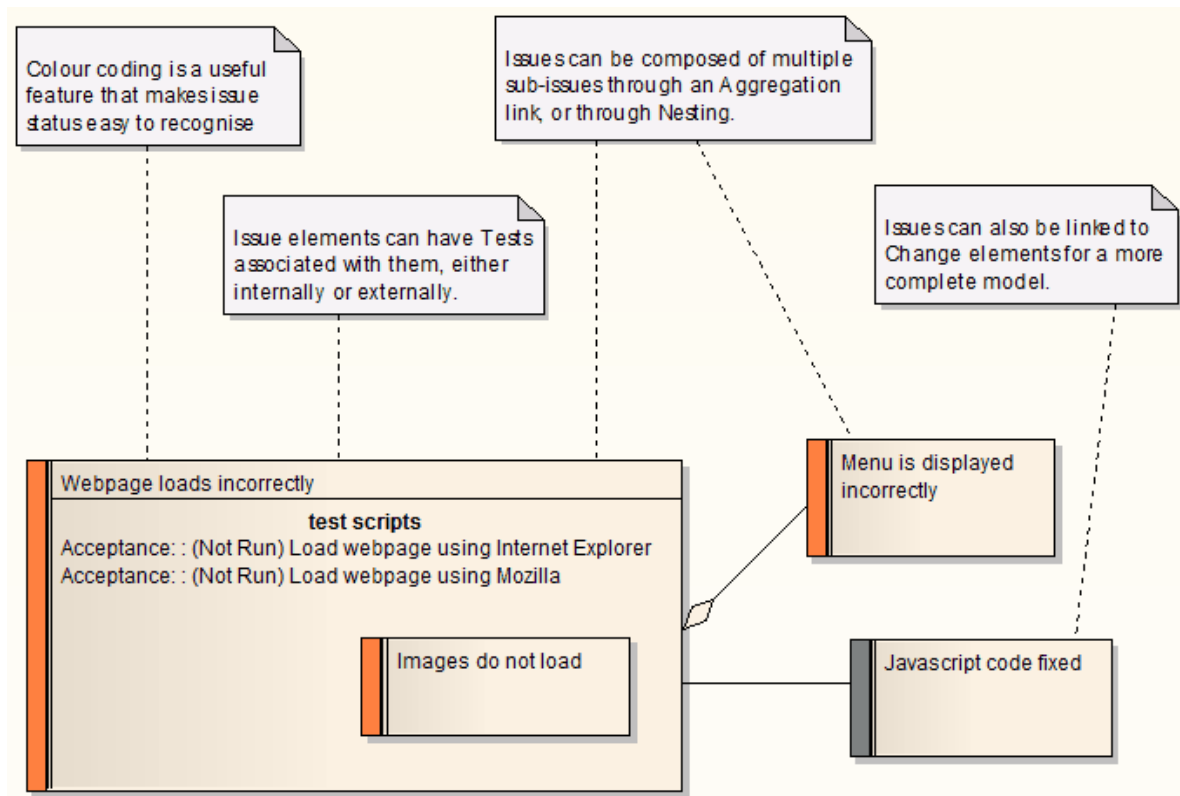 Colour coding is a useful
feature that makes issue
status easy to recognise
Issues can be composed of multiple
sub-issues through an Aggregation
link, or through Nesting.
Issue elements can have Tests
associated with them, either
internally or externally.
Issues can also be linked to
Change elements for a more
complete model.
Webpage loads incorrectly
test scripts
Acceptance: : (Not Run) Load webpage using Internet Explorer
Acceptance: : (Not Run) Load webpage using Mozilla
Images do not load
Menu is displayed
incorrectly
Javascript code fixed